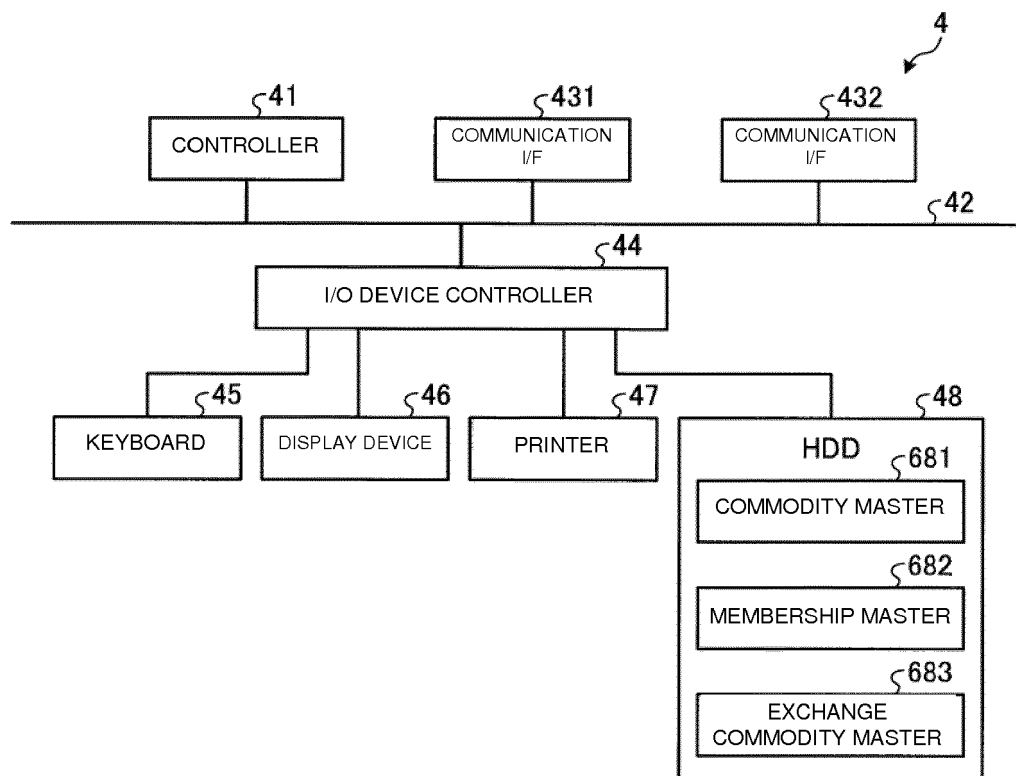 4
41
CONTROLLER
431
COMMUNICATION
I/F
432
COMMUNICATION
I/F
42
44
I/O DEVICE CONTROLLER
45
KEYBOARD
46
DISPLAY DEVICE
47
PRINTER
48
HDD
681
COMMODITY MASTER
682
MEMBERSHIP MASTER
683
EXCHANGE
COMMODITY MASTER